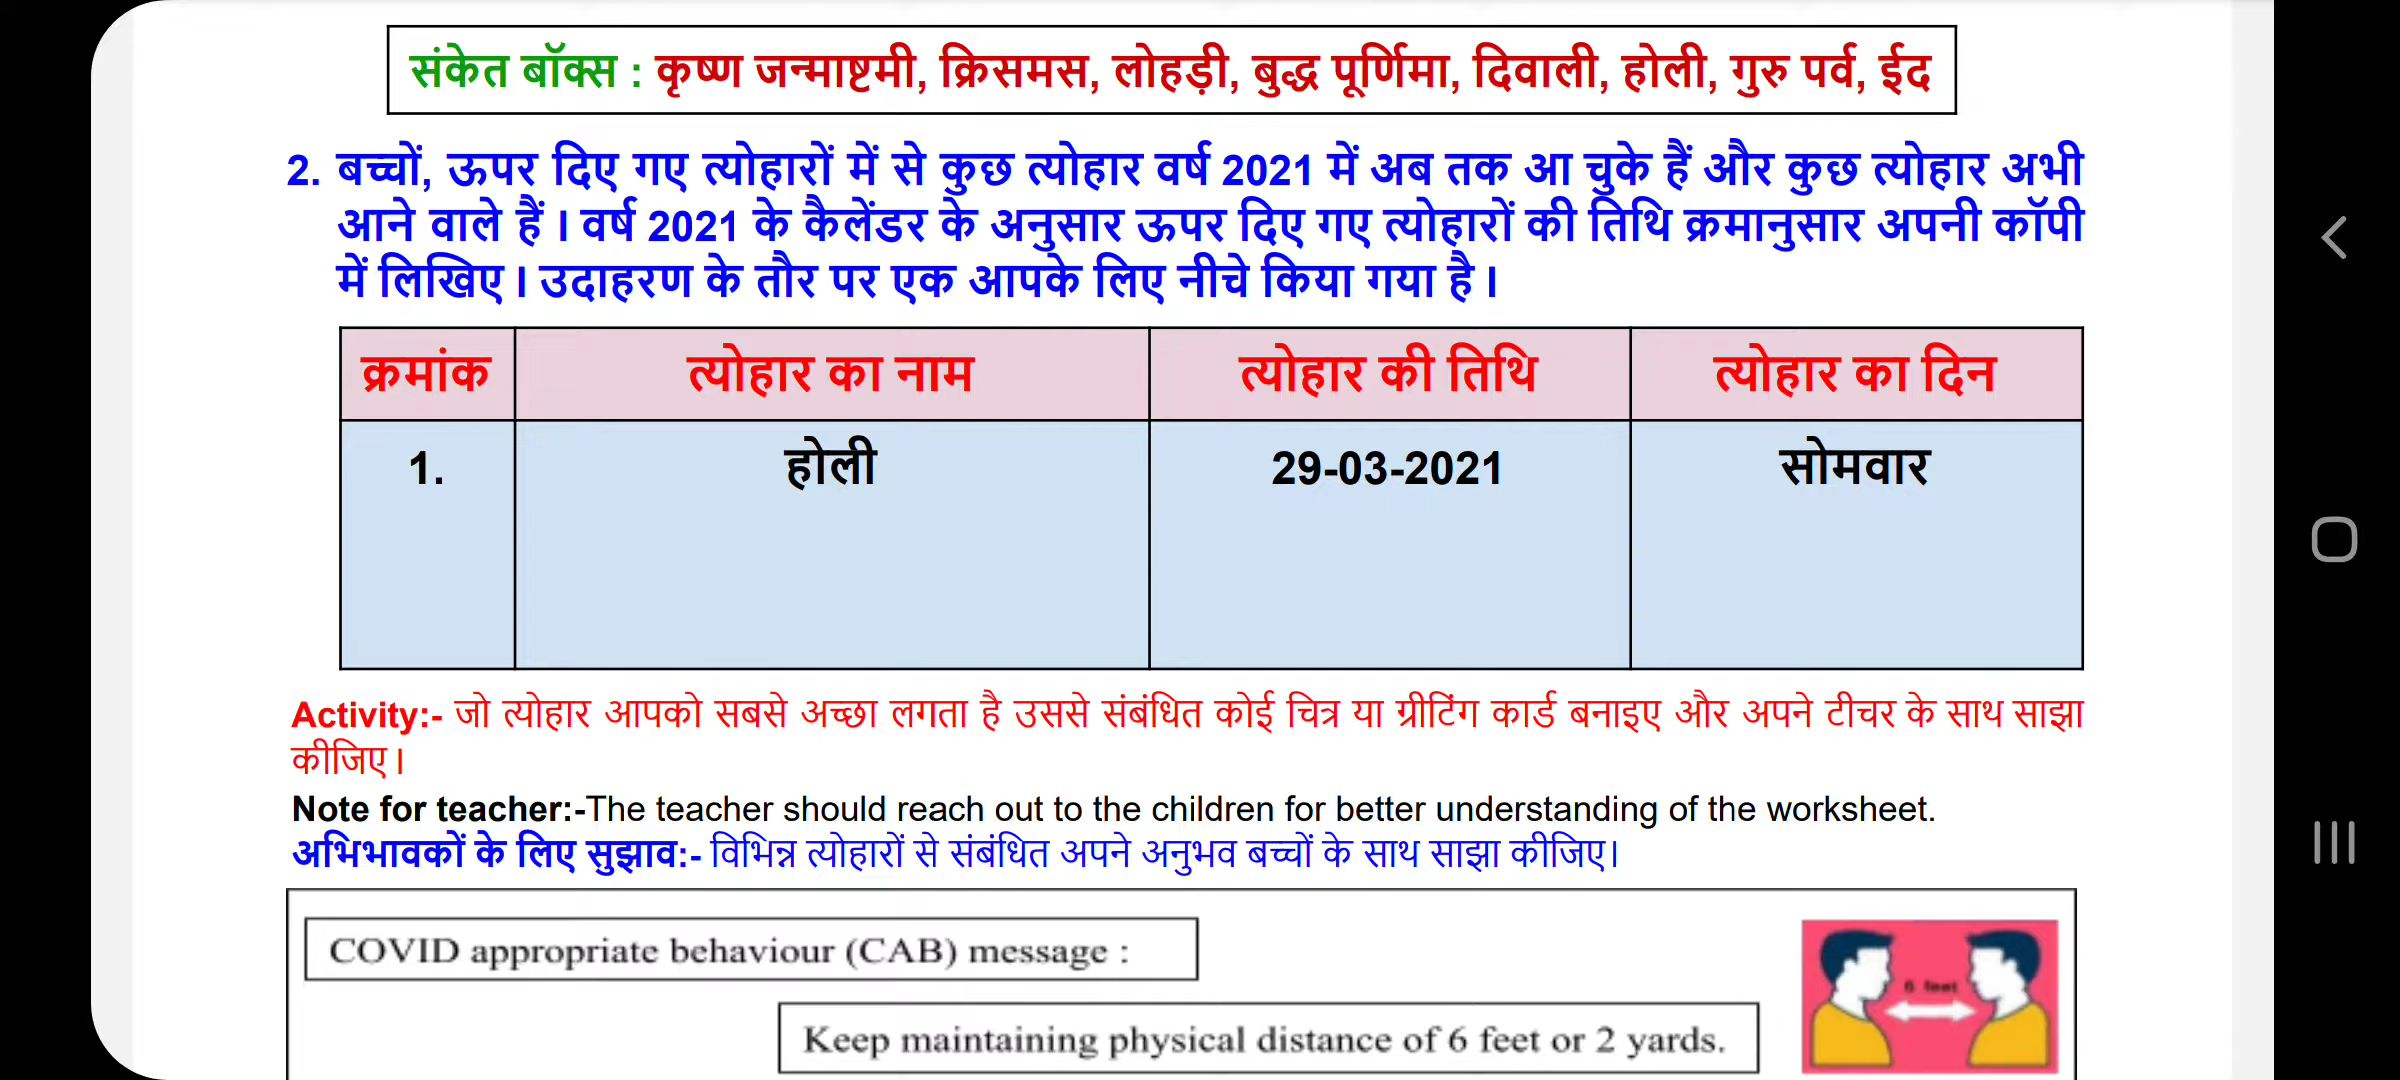 संकेत बॉक्स : कृष्ण जन्माष्टमी, क्रिसमस, लोहड़ी, बुद्ध पूर्णिमा, दिवाली, होली, गुरु पर्व, ईद
2. बच्चों, ऊपर दिए गए त्योहारों में से कुछ त्योहार वर्ष 2021 में अब तक आ चुके हैं और कुछ त्योहार अभी
आने वाले हैं । वर्ष 2021 के कैलेंडर के अनुसार ऊपर दिए गए त्योहारों की तिथि क्रमानुसार अपनी कॉपी
में लिखिए । उदाहरण के तौर पर एक आपके लिए नीचे किया गया है ।
क्रमांक त्योहार का नाम त्योहार की तिथि त्योहार का दिन
1. होली 29-03-2021 सोमवार
Activity:- जो त्योहार आपको सबसे अच्छा लगता है उससे संबंधित कोई चित्र या ग्रीटिंग कार्ड बनाइए और अपने टीचर के साथ साझा
कीजिए ।
Note for teacher:-The teacher should reach out to the children for better understanding of the worksheet.
अभिभावकों के लिए सुझाव:- विभिन्न त्योहारों से संबंधित अपने अनुभव बच्चों के साथ साझा कीजिए।
COVID appropriate behaviour (CAB) message :
6 feet
Keep maintaining physical distance of 6 feet or 2 yards.